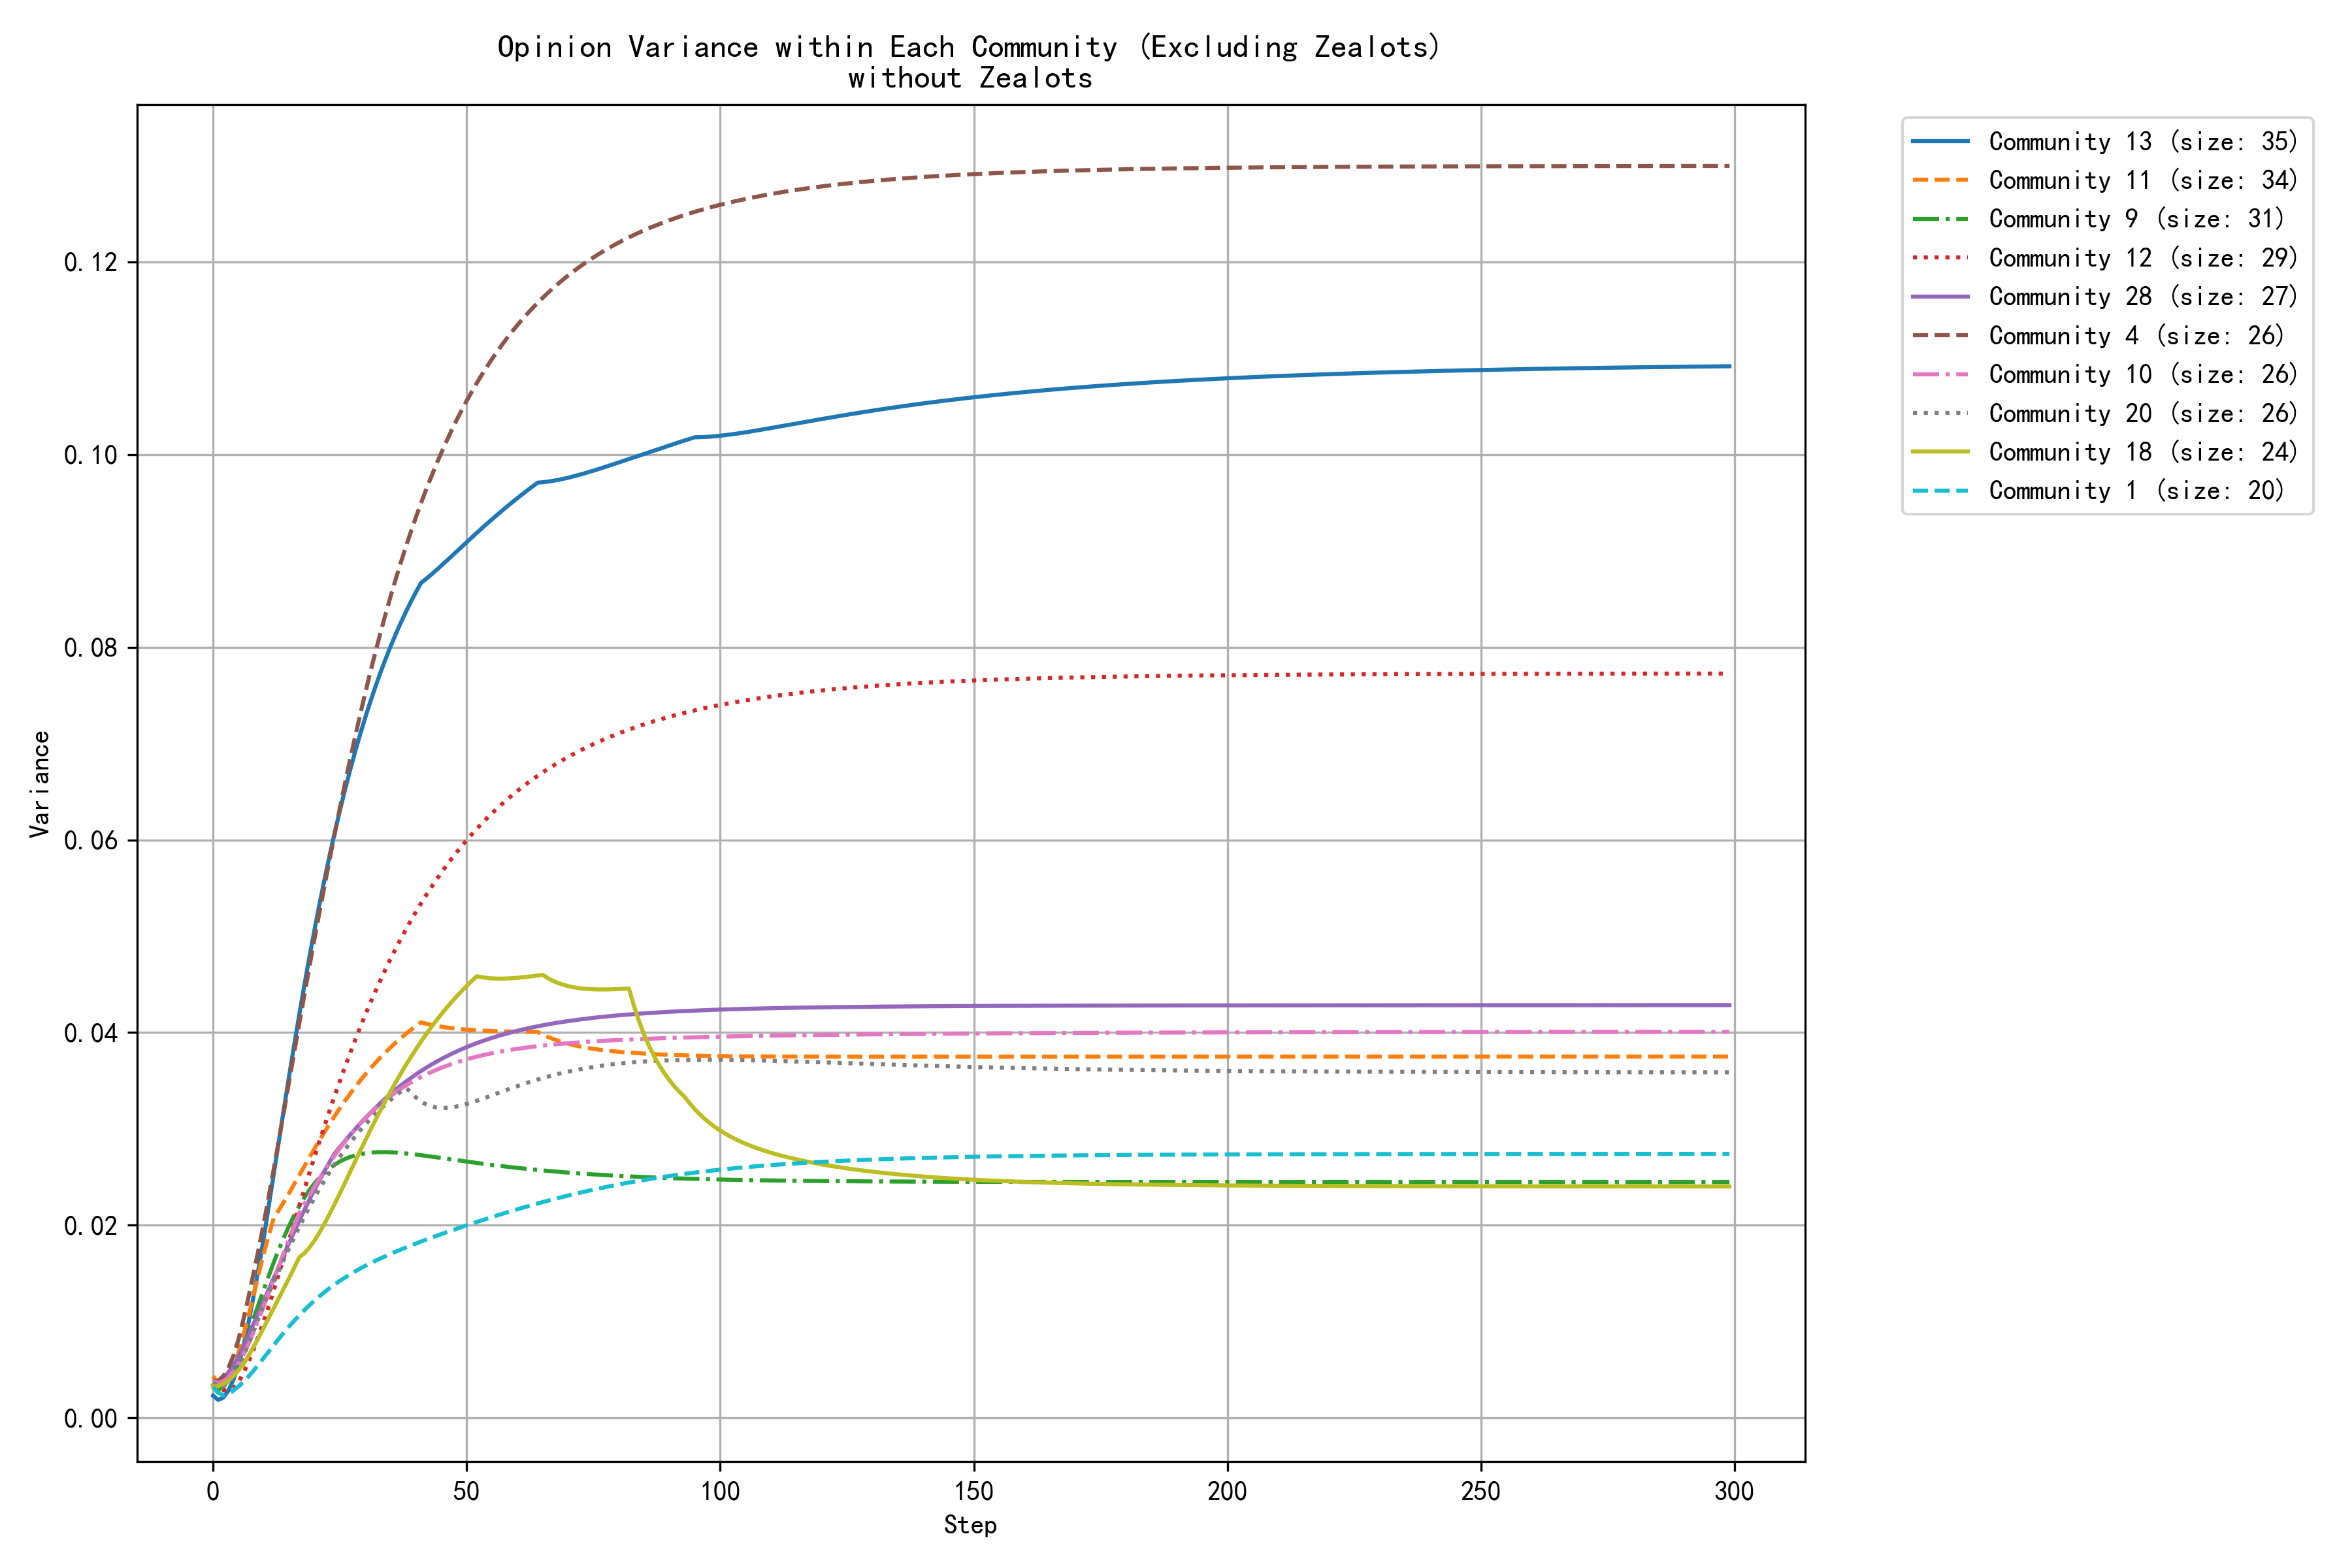 Opinion Variance within Each Community (Excluding Zealots)
without Zealots
Variance
0.12
0.10
0.08
0.06
0.04
0.02
0.00
0 50 100 150 200 250 300
Step
Community 13 (size: 35)
Community 11 (size: 34)
Community 9 (size: 31)
Community 12 (size: 29)
Community 28 (size: 27)
Community 4 (size: 26)
Community 10 (size: 26)
Community 20 (size: 26)
Community 18 (size: 24)
Community 1 (size: 20)